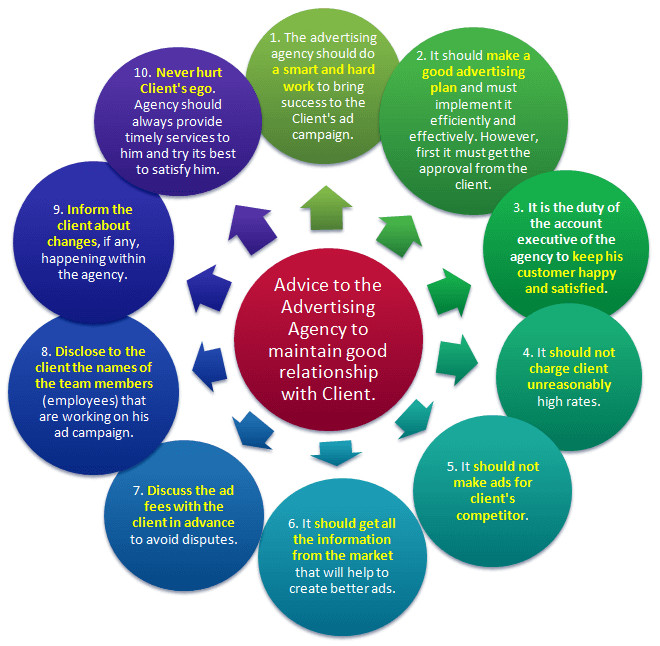 Advice to the
Advertising
Agency to
maintain good
relationship
with Client.
1. The advertising
agency should do
a smart and hard
work to bring
success to the
Client's ad
campaign.
2. It should make a
good advertising
plan and must
implement it
efficiently and
effectively. However,
first it must get the
approval from the
client.
3. It is the duty of
the account
executive of the
agency to keep his
customer happy
and satisfied.
4. It should not
charge client
unreasonably
high rates.
5. It should not
make ads for
client's
competitor.
6. It should get all
the information
from the market
that will help to
create better ads.
7. Discuss the ad
fees with the
client in advance
to avoid disputes.
8. Disclose to the
client the names of
the team members
(employees) that
are working on his
ad campaign.
9. Inform the
client about
changes, if any,
happening within
the agency.
10. Never hurt
Client's ego.
Agency should
always provide
timely services to
him and try its best
to satisfy him.